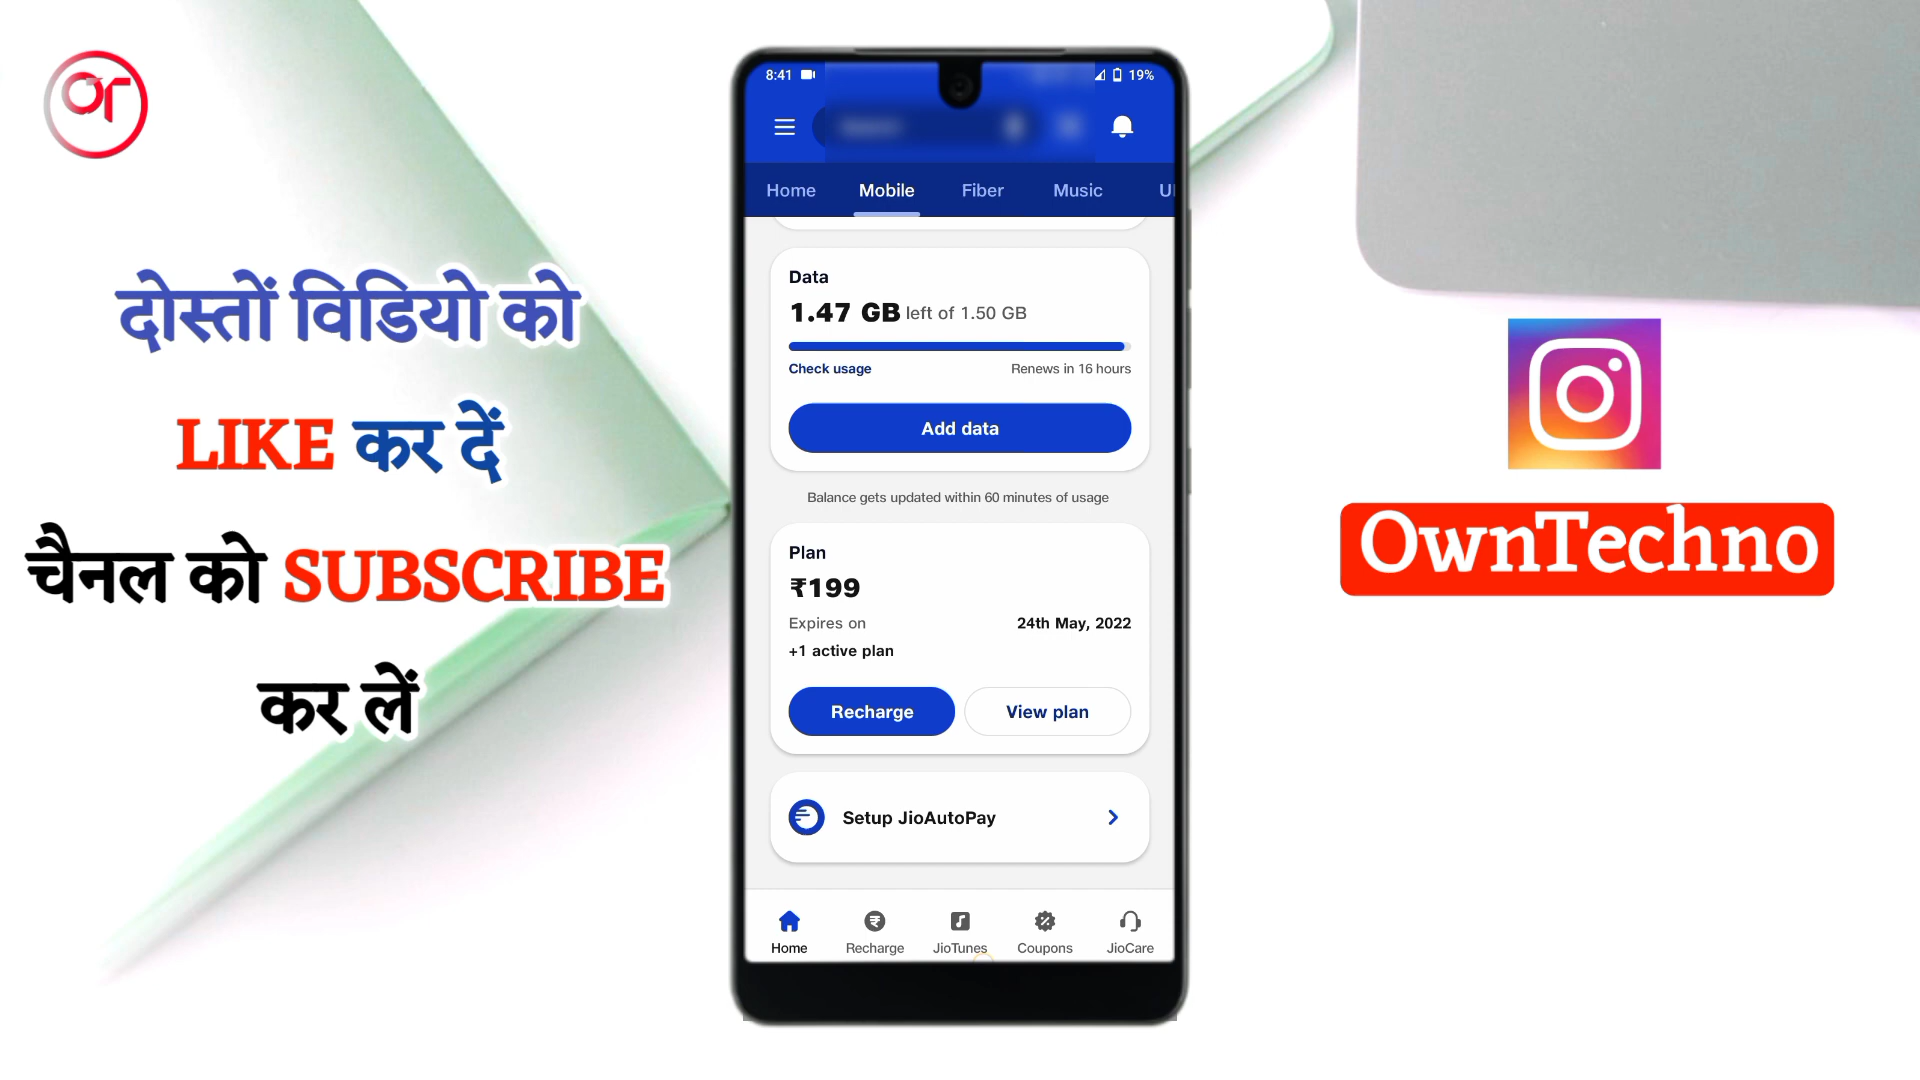 दोस्तों विडियो को
LIKE कर दें
चैनल को SUBSCRIBE
कर लें
8:41
19%
Home Mobile Fiber Music
Data
1.47 GB left of 1.50 GB
Check usage Renews in 16 hours
Add data
Balance gets updated within 60 minutes of usage
Plan
₹199
Expires on 24th May, 2022
+1 active plan
Recharge View plan
Setup JioAutoPay
Home Recharge JioTunes Coupons JioCare
OwnTechno